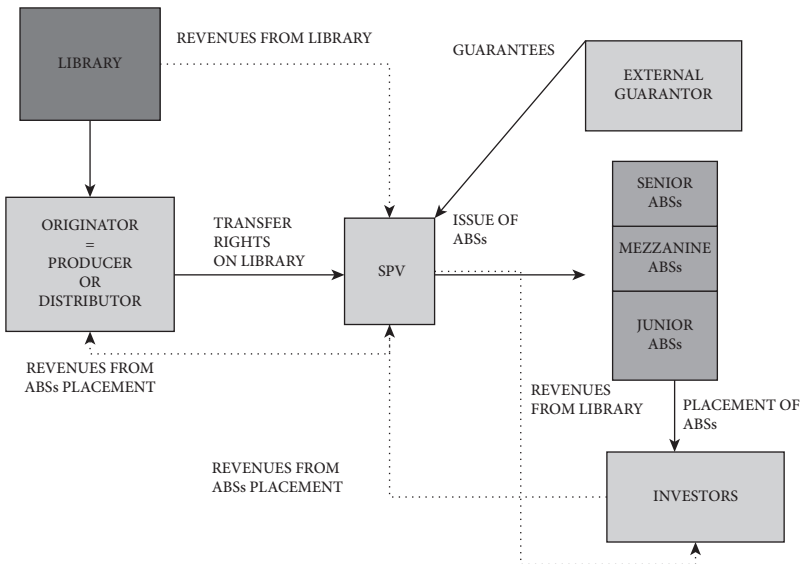 REVENUES FROM LIBRARY
LIBRARY
GUARANTEES
EXTERNAL
GUARANTOR
SENIOR
ABSs
MEZZANINE
ABSs
JUNIOR
ABSs
ORIGINATOR
=
PRODUCER
OR
DISTRIBUTOR
TRANSFER
RIGHTS
ON LIBRARY
SPV
ISSUE OF
ABSs
REVENUES FROM
ABSs PLACEMENT
REVENUES
FROM LIBRARY
PLACEMENT OF
ABSs
REVENUES FROM
ABSs PLACEMENT
INVESTORS